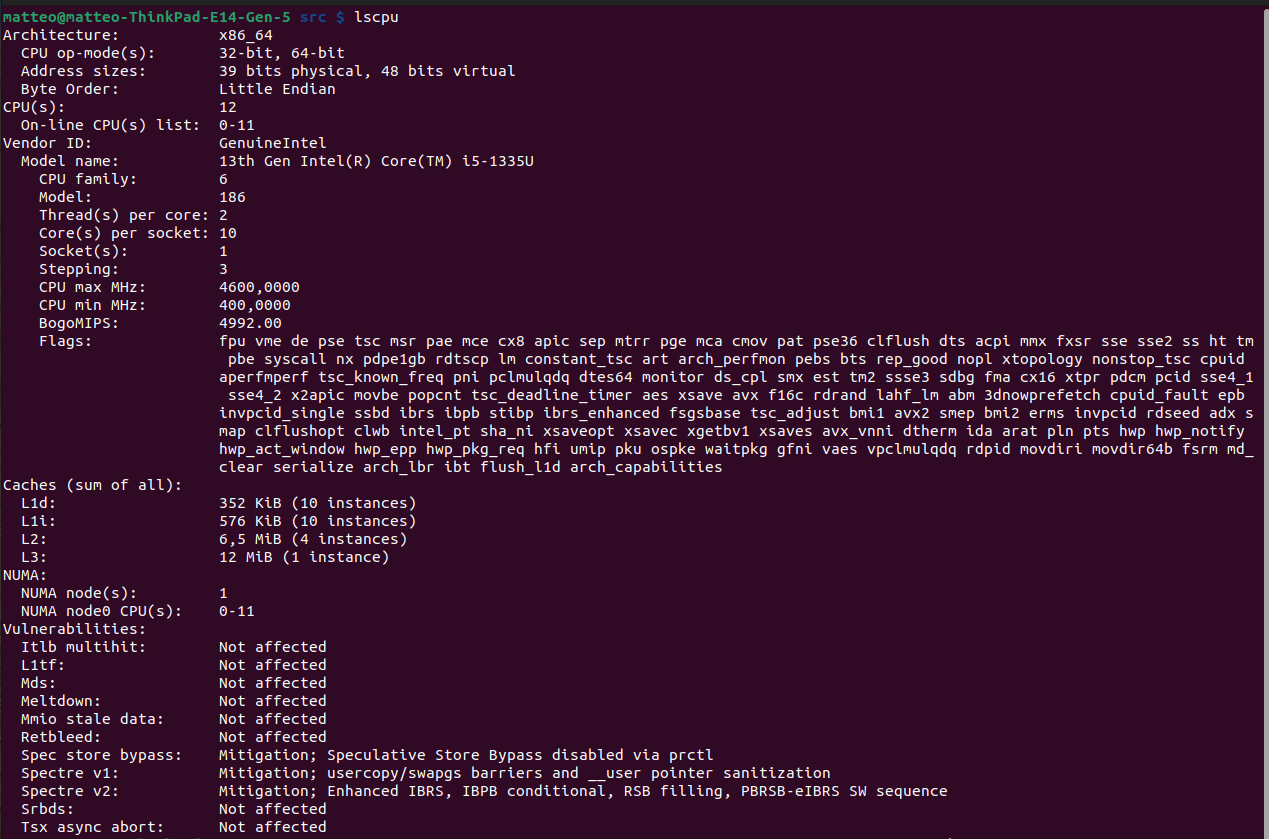 matteo@matteo-ThinkPad-E14-Gen-5 src $ lscpu
Architecture: x86_64
CPU op-mode(s): 32-bit, 64-bit
Address sizes: 39 bits physical, 48 bits virtual
Byte Order: Little Endian
CPU(s): 12
On-line CPU(s) list: 0-11
Vendor ID: GenuineIntel
Model name: 13th Gen Intel(R) Core(TM) i5-1335U
CPU family: 6
Model: 186
Thread(s) per core: 2
Core(s) per socket: 10
Socket(s): 1
Stepping: 3
CPU max MHz: 4600,0000
CPU min MHz: 400,0000
BogoMIPS: 4992.00
Flags: fpu vme de pse tsc msr pae mce cx8 apic sep mtrr pge mca cmov pat pse36 clflush dts acpi mmx fxsr sse sse2 ss ht tm
pbe syscall nx pdpe1gb rdtscp lm constant_tsc art arch_perfmon pebs bts rep_good nopl xtopology nonstop_tsc cpuid
aperfmperf tsc_known_freq pni pclmulqdq dtes64 monitor ds_cpl smx est tm2 ssse3 sdbg fma cx16 xtpr pdcm pcid sse4_1
sse4_2 x2apic movbe popcnt tsc_deadline_timer aes xsave avx f16c rdrand lahf_lm abm 3dnowprefetch cpuid_fault epb
invpcid_single ssbd ibrs ibpb stibp ibrs_enhanced fsgsbase tsc_adjust bmi1 avx2 smep bmi2 erms invpcid rdseed adx s
map clflushopt clwb intel_pt sha_ni xsaveopt xsavec xgetbv1 xsaves avx_vnni dtherm ida arat pln pts hwp hwp_notify
hwp_act_window hwp_epp hwp_pkg_req hfi umip pku ospke waitpkg gfni vaes vpclmulqdq rdpid movdiri movdir64b fsrm md_
clear serialize arch_lbr ibt flush_l1d arch_capabilities
Caches (sum of all):
L1d: 352 KiB (10 instances)
L1i: 576 KiB (10 instances)
L2: 6,5 MiB (4 instances)
L3: 12 MiB (1 instance)
NUMA:
NUMA node(s): 1
NUMA node0 CPU(s): 0-11
Vulnerabilities:
Itlb multihit: Not affected
L1tf: Not affected
Mds: Not affected
Meltdown: Not affected
Mmio stale data: Not affected
Retbleed: Not affected
Spec store bypass: Mitigation; Speculative Store Bypass disabled via prctl
Spectre v1: Mitigation; usercopy/swapgs barriers and __user pointer sanitization
Spectre v2: Mitigation; Enhanced IBRS, IBPB conditional, RSB filling, PBRSB-eIBRS SW sequence
Srbds: Not affected
Tsx async abort: Not affected